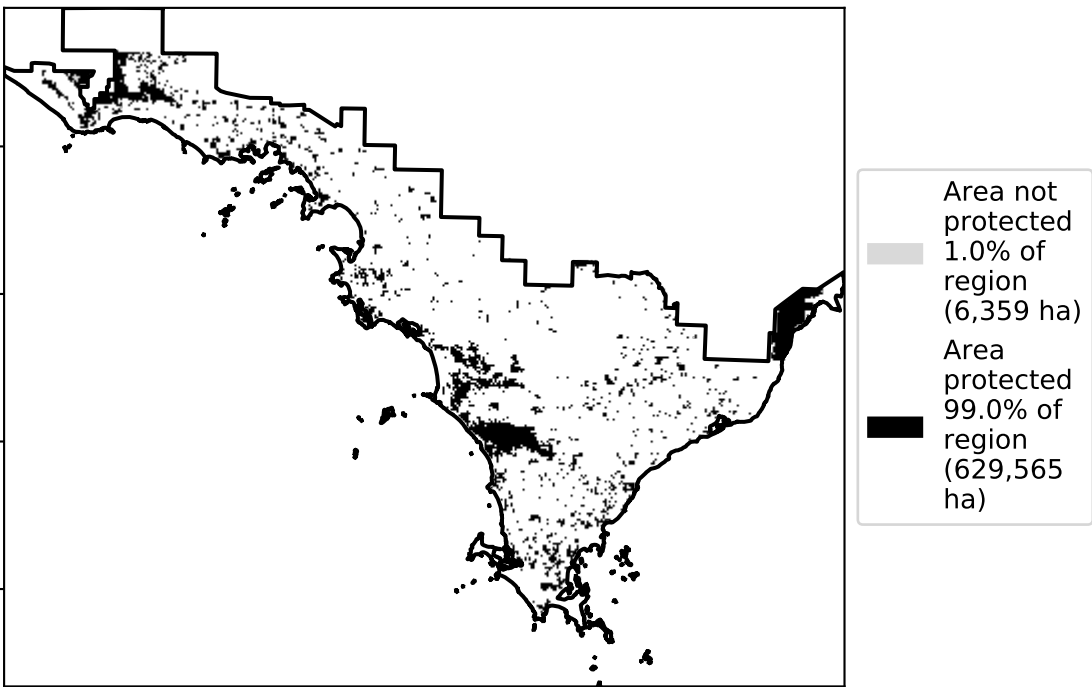 Area not
protected
1.0% of
region
(6,359 ha)
Area
protected
99.0% of
region
(629,565
ha)